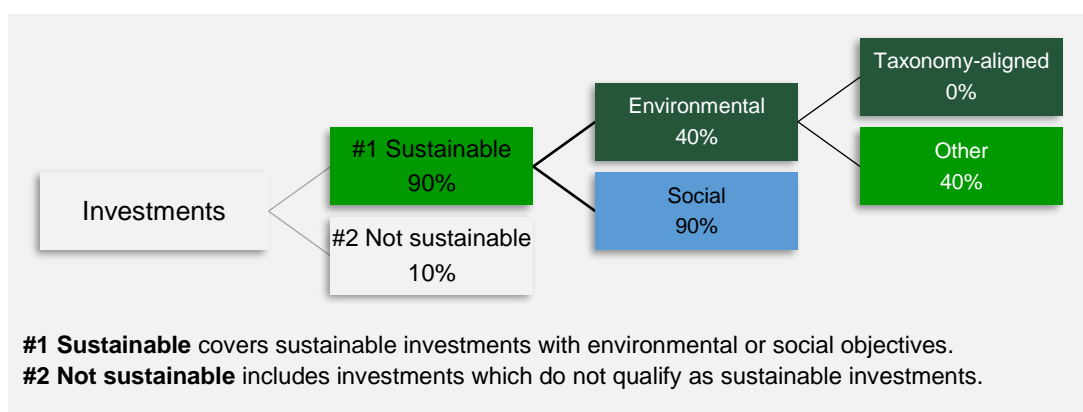 Investments
#1 Sustainable
90%
#2 Not sustainable
10%
Environmental
40%
Social
90%
Taxonomy-aligned
0%
Other
40%
#1 Sustainable covers sustainable investments with environmental or social objectives.
#2 Not sustainable includes investments which do not qualify as sustainable investments.